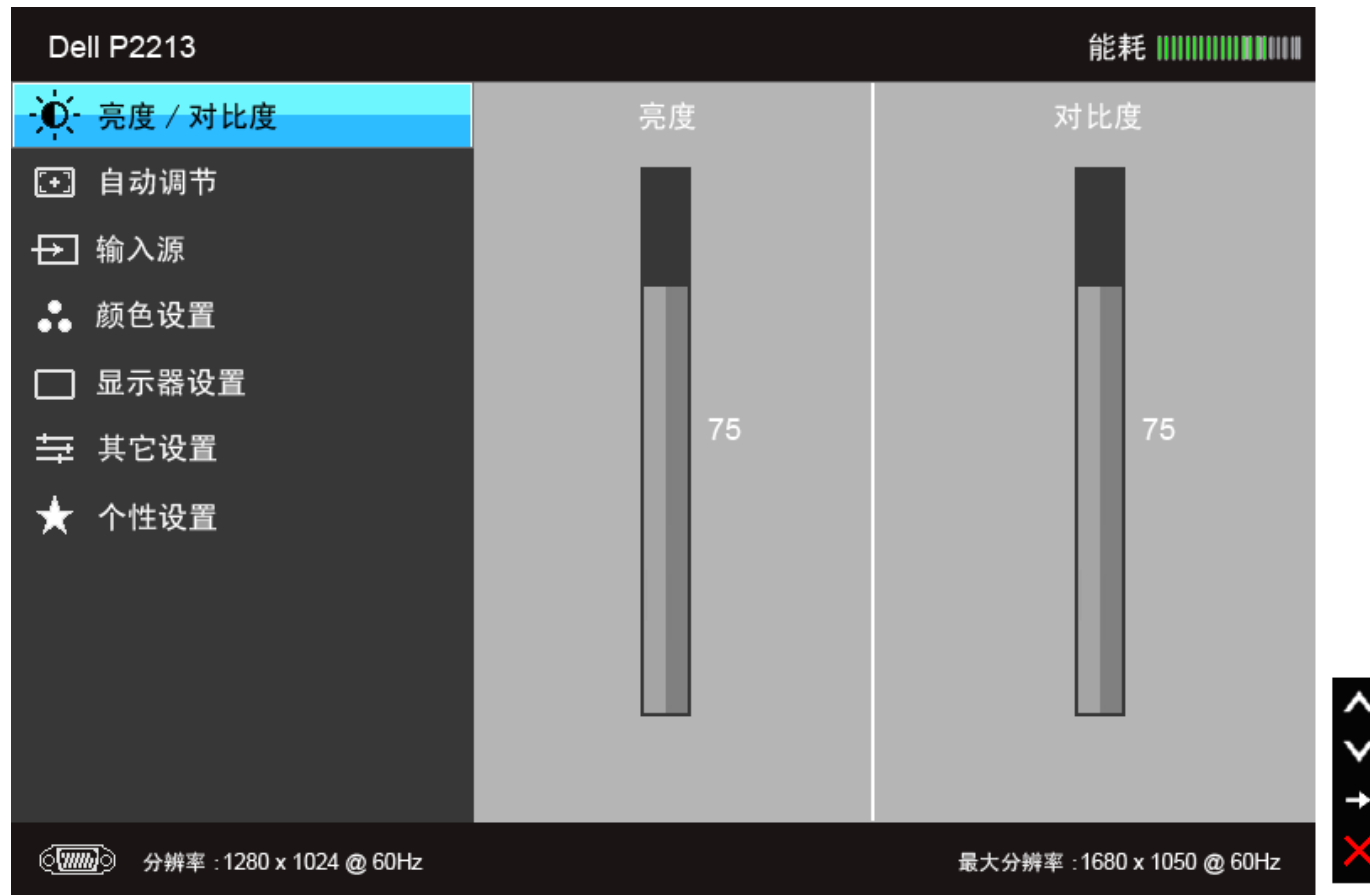 Dell P2213
能耗
亮度 / 对比度
自动调节
输入源
颜色设置
显示器设置
其它设置
个性设置
亮度
75
对比度
75
分辨率 : 1280 x 1024 @ 60Hz
最大分辨率 : 1680 x 1050 @ 60Hz